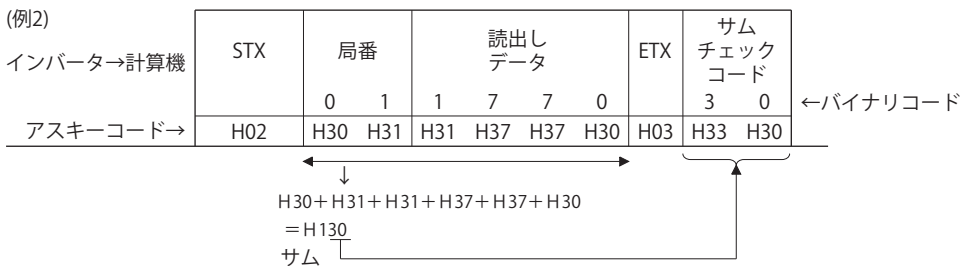 (例2)
インバータ→計算機
STX
局番
読出し
データ
ETX
サム
チェック
コード
0 1 1 7 7 0 3 0 ←バイナリコード
アスキーコード→ H02 H30 H31 H31 H37 H37 H30 H03 H33 H30
↓
H30+H31+H31+H37+H37+H30
=H130
サム